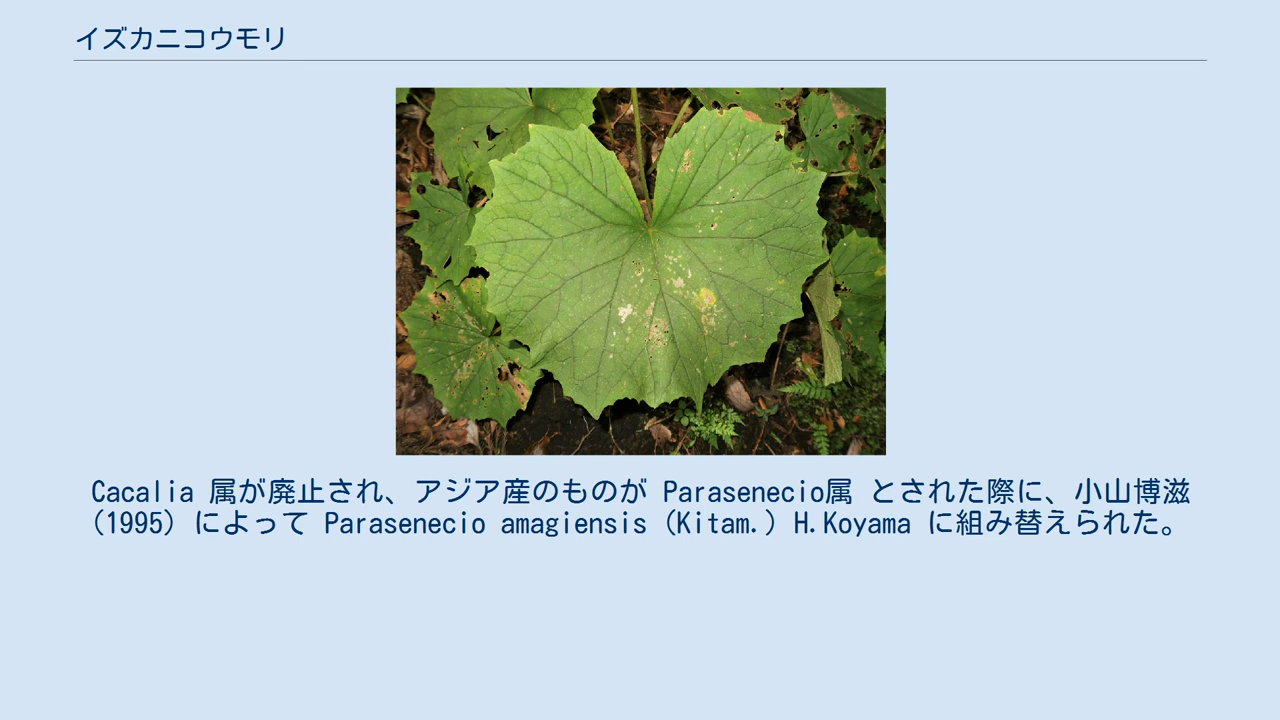 イズカニコウモリ
Cacalia 属が廃止され、アジア産のものが Parasenecio属 とされた際に、小山博滋
(1995) によって Parasenecio amagiensis (Kitam.) H.Koyama に組み替えられた。